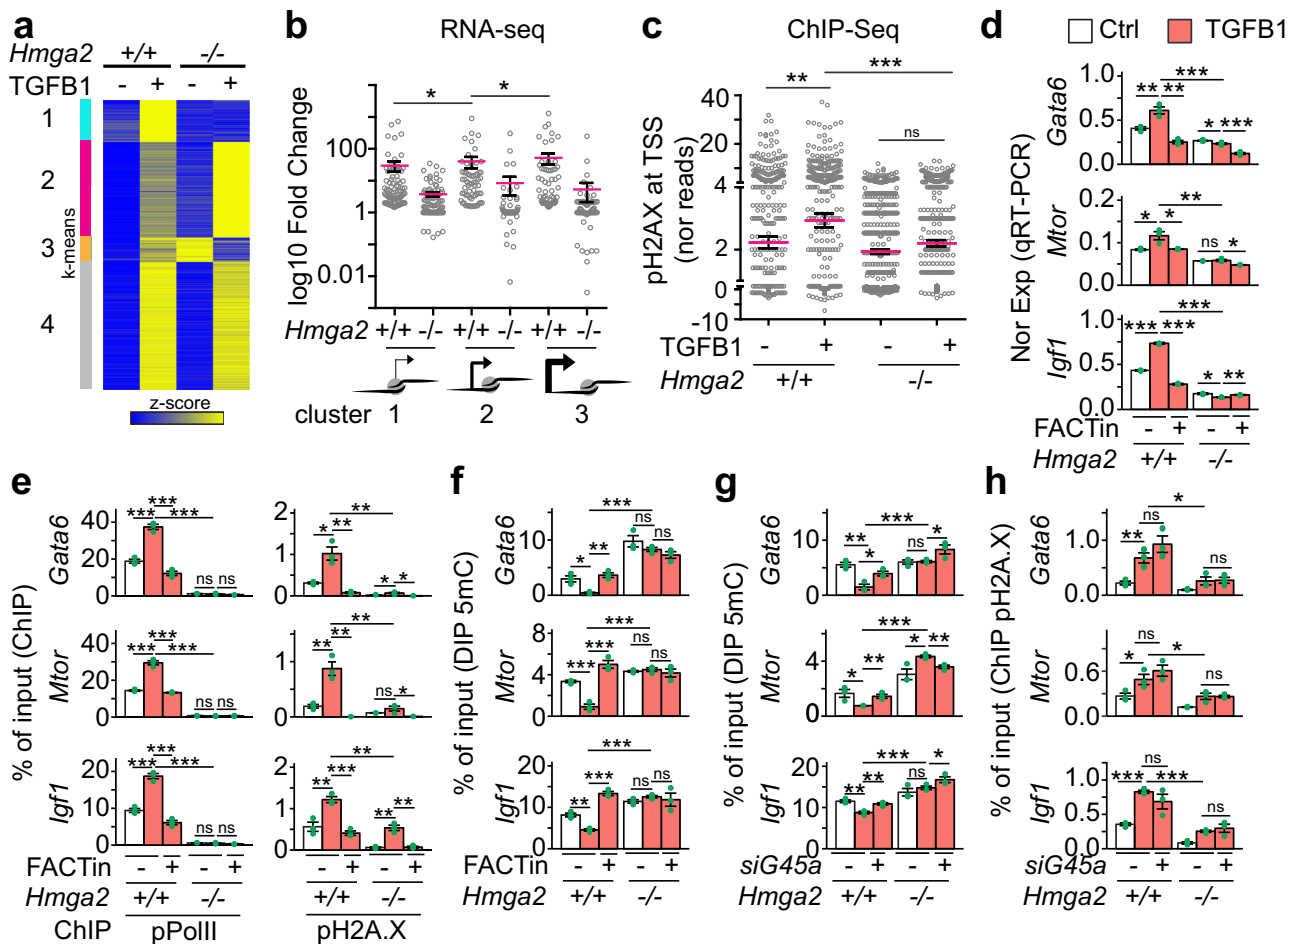 a
Hmga2 +/+ -/-
TGFB1 - + - +
1
2
3
4
k-means
z-score
b
RNA-seq
log10 Fold Change
100
1
0.01
* *
Hmga2 +/+ -/- +/+ -/- +/+ -/-
cluster 1 2 3
c
ChIP-Seq
pH2AX at TSS
(nor reads)
40
20
4
2
0
-10
** *** ns
TGFB1 - + - +
Hmga2 +/+ -/-
d
Ctrl TGFB1
Nor Exp (qRT-PCR)
Gata6
1.0
0.5
0.0
*** ** ** * ***
Mtor
0.2
0.1
0.0
** * * ns *
Igf1
1.0
0.5
0.0
*** *** *** * **
FACTin - + - +
Hmga2 +/+ -/-
e
% of input (ChIP)
Gata6
40
20
0
*** *** *** ns ns
2
1
0
** * ** * *
Mtor
40
20
0
*** *** *** ns ns
2
1
0
** ** ** ns *
Igf1
20
10
0
*** *** *** ns ns
2
1
0
** ** *** ** **
FACTin - + - +
Hmga2 +/+ -/- +/+ -/-
ChIP pPolII pH2A.X
f
% of input (DIP 5mC)
Gata6
10
5
0
*** * ** ns ns
Mtor
8
4
0
*** *** *** ns ns
Igf1
20
10
0
*** ** *** ns ns
FACTin - + - +
Hmga2 +/+ -/-
g
% of input (DIP 5mC)
Gata6
10
5
0
*** ** * ns *
Mtor
4
2
0
*** * ** * **
Igf1
20
10
0
*** ** ** ns *
siG45a - + - +
Hmga2 +/+ -/-
h
% of input (ChIP pH2A.X)
Gata6
1.0
0.0
* ns ** ns
Mtor
0.6
0.0
ns * * ns
Igf1
1.0
0.5
0.0
ns *** *** ns
siG45a - + - +
Hmga2 +/+ -/-